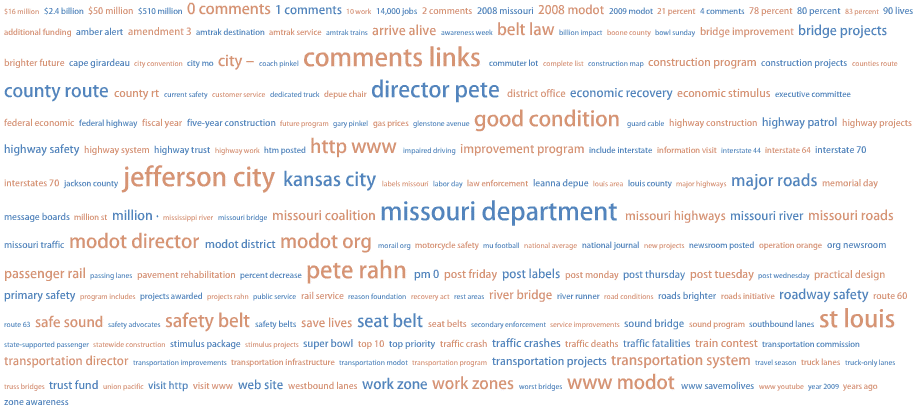 $16 million $2.4 billion $50 million $510 million 0 comments 1 comments 10 work 14,000 jobs 2 comments 2008 missouri 2008 modot 2009 modot 21 percent 4 comments 78 percent 80 percent 83 percent 90 lives
additional funding amber alert amendment 3 amtrak destination amtrak service amtrak trains arrive alive awareness week belt law billion impact boone county bowl sunday bridge improvement bridge projects
brighter future cape girardeau city convention city mo city – coach pinkel comments links commuter lot complete list construction map construction program construction projects counties route
county route county rt current safety customer service dedicated truck depue chair director pete district office economic recovery economic stimulus executive committee
federal economic federal highway fiscal year five-year construction future program gary pinkel gas prices glenstone avenue good condition guard cable highway construction highway patrol highway projects
highway safety highway system highway trust highway work htm posted http www impaired driving improvement program include interstate information visit interstate 44 interstate 64 interstate 70
interstates 70 jackson county jefferson city kansas city labels missouri labor day law enforcement leanna depue louis area louis county major highways major roads memorial day
message boards million st million · mississippi river missouri bridge missouri coalition missouri department missouri highways missouri river missouri roads
missouri traffic modot director modot district modot org morail org motorcycle safety mu football national average national journal new projects newsroom posted operation orange org newsroom
passenger rail passing lanes pavement rehabilitation percent decrease pete rahn pm 0 post friday post labels post monday post thursday post tuesday post wednesday practical design
primary safety program includes projects awarded projects rahn public service rail service reason foundation recovery act rest areas river bridge river runner road conditions roads brighter roads initiative roadway safety route 60
route 63 safe sound safety advocates safety belt safety belts save lives seat belt seat belts secondary enforcement service improvements sound bridge sound program southbound lanes st louis
state-supported passenger statewide construction stimulus package stimulus projects super bowl top 10 top priority traffic crash traffic crashes traffic deaths traffic fatalities train contest transportation commission
transportation director transportation improvements transportation infrastructure transportation modot transportation program transportation projects transportation system travel season truck lanes truck-only lanes
truss bridges trust fund union pacific visit http visit www web site westbound lanes work zone work zones worst bridges www modot www savemolives www youtube year 2009 years ago
zone awareness